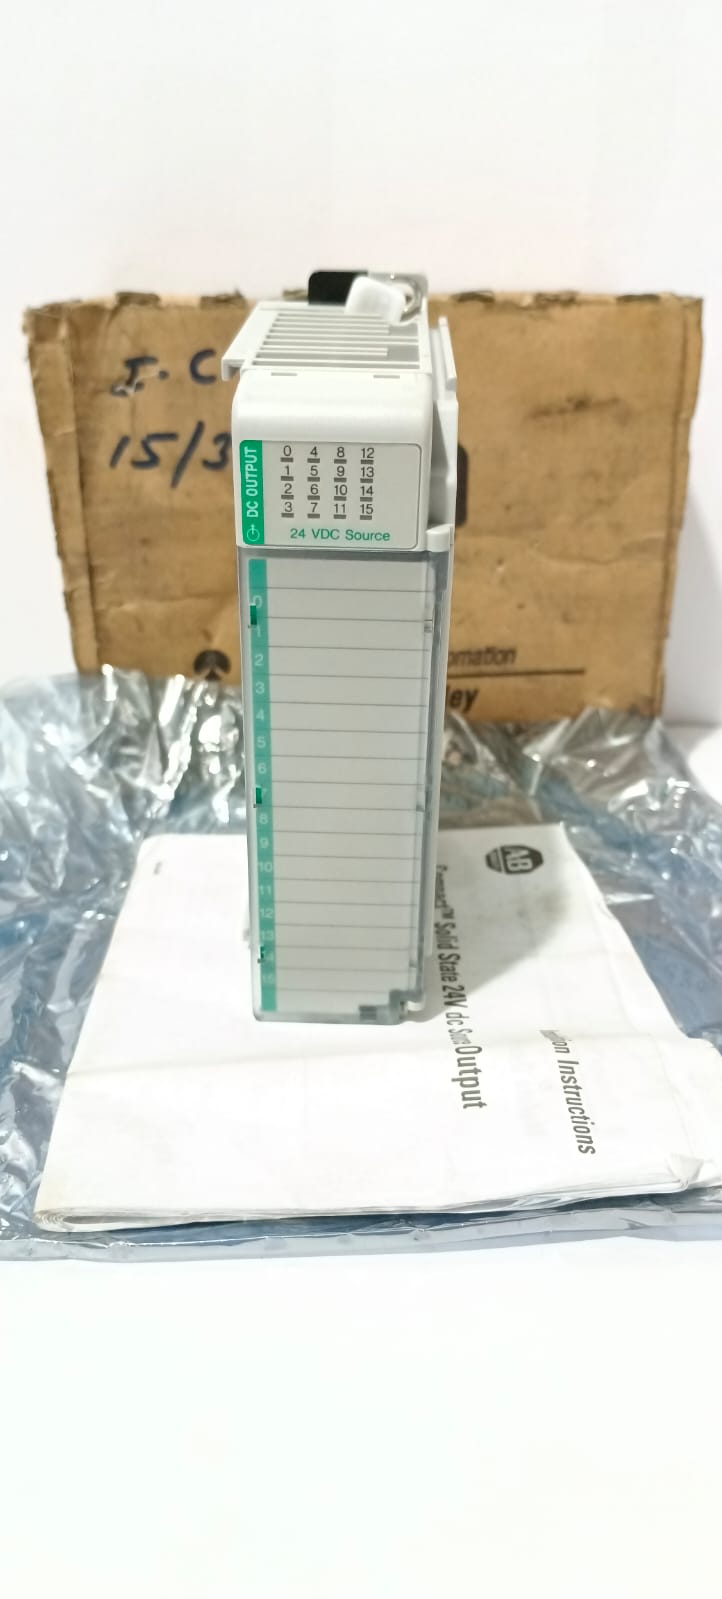 I.C
15/3
DC OUTPUT
0 4 8 12
1 5 9 13
2 6 10 14
3 7 11 15
24 VDC Source
0
1
2
3
4
5
6
7
8
9
10
11
12
13
14
15
AB
Compact™ Solid State 24V dc Output
Instructions